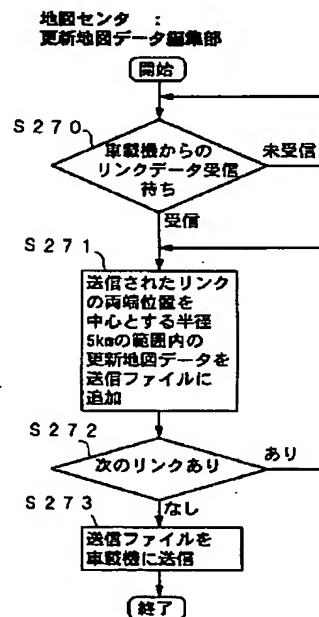 地図センタ :
更新地図データ編集部
開始
S270
車載機からの
リンクデータ受信
待ち
未受信
受信
S271
送信されたリンク
の両端位置を
中心とする半径
5kmの範囲内の
更新地図データを
送信ファイルに
追加
S272
次のリンクあり
あり
なし
S273
送信ファイルを
車載機に送信
終了